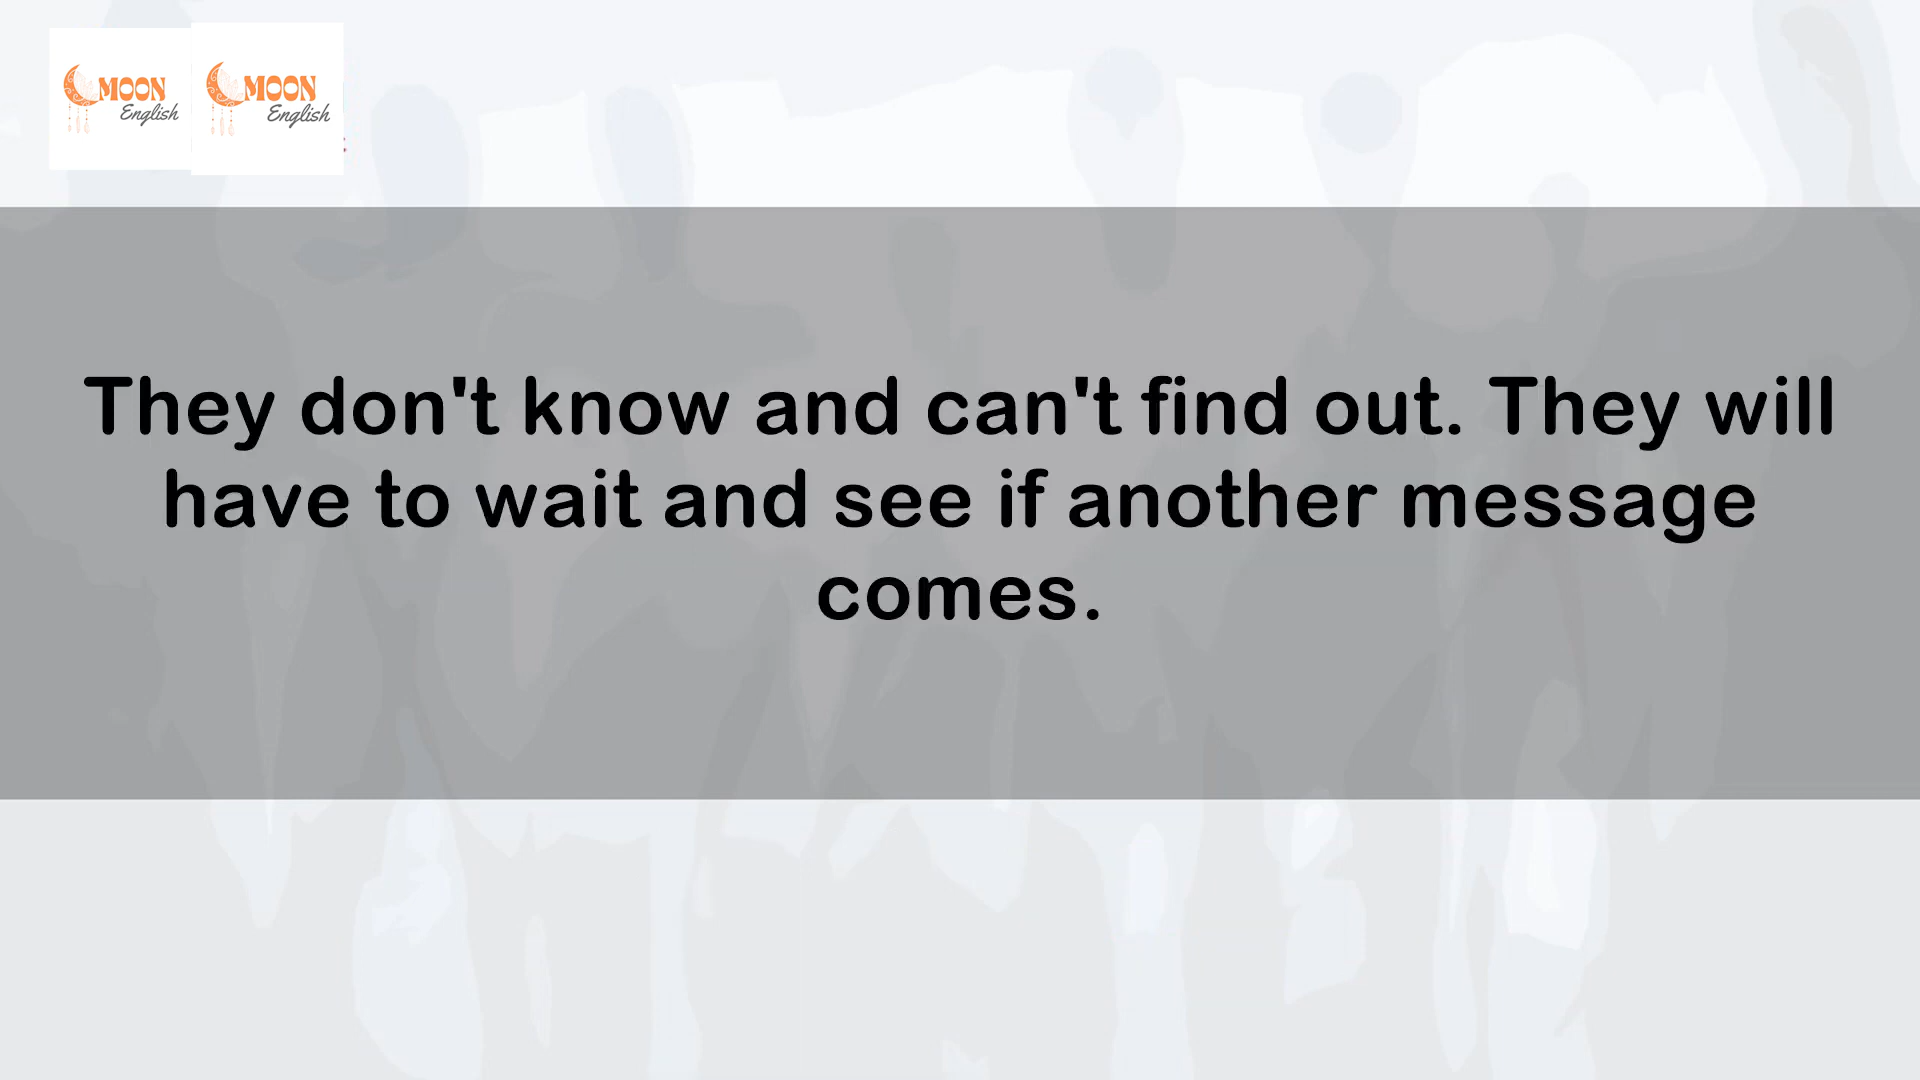 MOON
English
MOON
English
They don't know and can't find out. They will
have to wait and see if another message
comes.